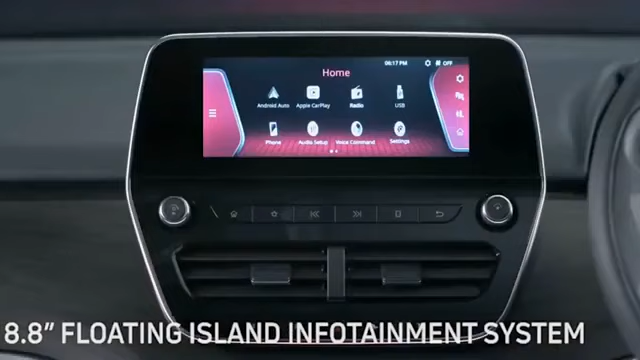 06:17 PM OFF
Home
Android Auto Apple CarPlay Radio USB
Phone Audio Setup Voice Command Settings
8.8” FLOATING ISLAND INFOTAINMENT SYSTEM